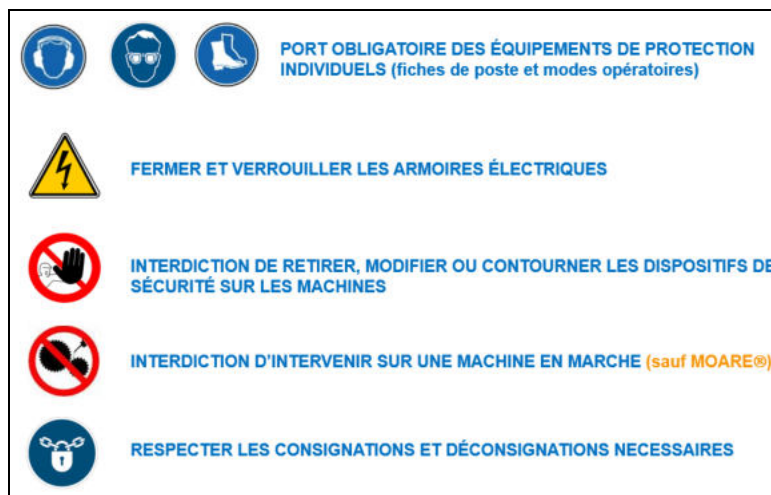 PORT OBLIGATOIRE DES ÉQUIPEMENTS DE PROTECTION
INDIVIDUELS (fiches de poste et modes opératoires)
FERMER ET VERROUILLER LES ARMOIRES ÉLECTRIQUES
INTERDICTION DE RETIRER, MODIFIER OU CONTOURNER LES DISPOSITIFS DE
SÉCURITÉ SUR LES MACHINES
INTERDICTION D'INTERVENIR SUR UNE MACHINE EN MARCHE (sauf MOARE®)
RESPECTER LES CONSIGNATIONS ET DÉCONSIGNATIONS NECESSAIRES